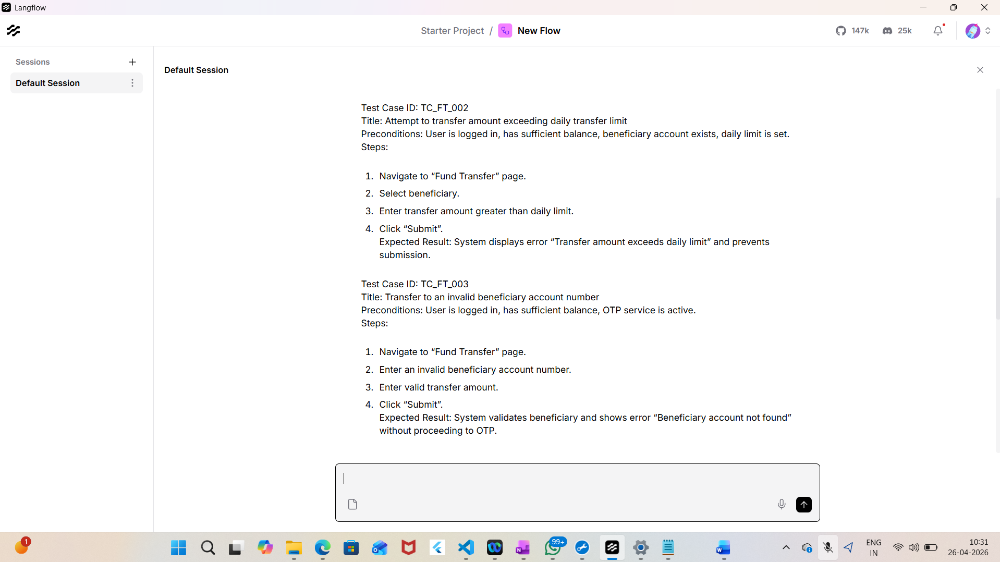 Langflow
Starter Project / New Flow
147k
25k
Sessions
Default Session
Default Session
Test Case ID: TC_FT_002
Title: Attempt to transfer amount exceeding daily transfer limit
Preconditions: User is logged in, has sufficient balance, beneficiary account exists, daily limit is set.
Steps:
1. Navigate to “Fund Transfer” page.
2. Select beneficiary.
3. Enter transfer amount greater than daily limit.
4. Click “Submit”.
Expected Result: System displays error “Transfer amount exceeds daily limit” and prevents
submission.
Test Case ID: TC_FT_003
Title: Transfer to an invalid beneficiary account number
Preconditions: User is logged in, has sufficient balance, OTP service is active.
Steps:
1. Navigate to “Fund Transfer” page.
2. Enter an invalid beneficiary account number.
3. Enter valid transfer amount.
4. Click “Submit”.
Expected Result: System validates beneficiary and shows error “Beneficiary account not found”
without proceeding to OTP.
1
99+
ENG
IN
10:31
26-04-2026